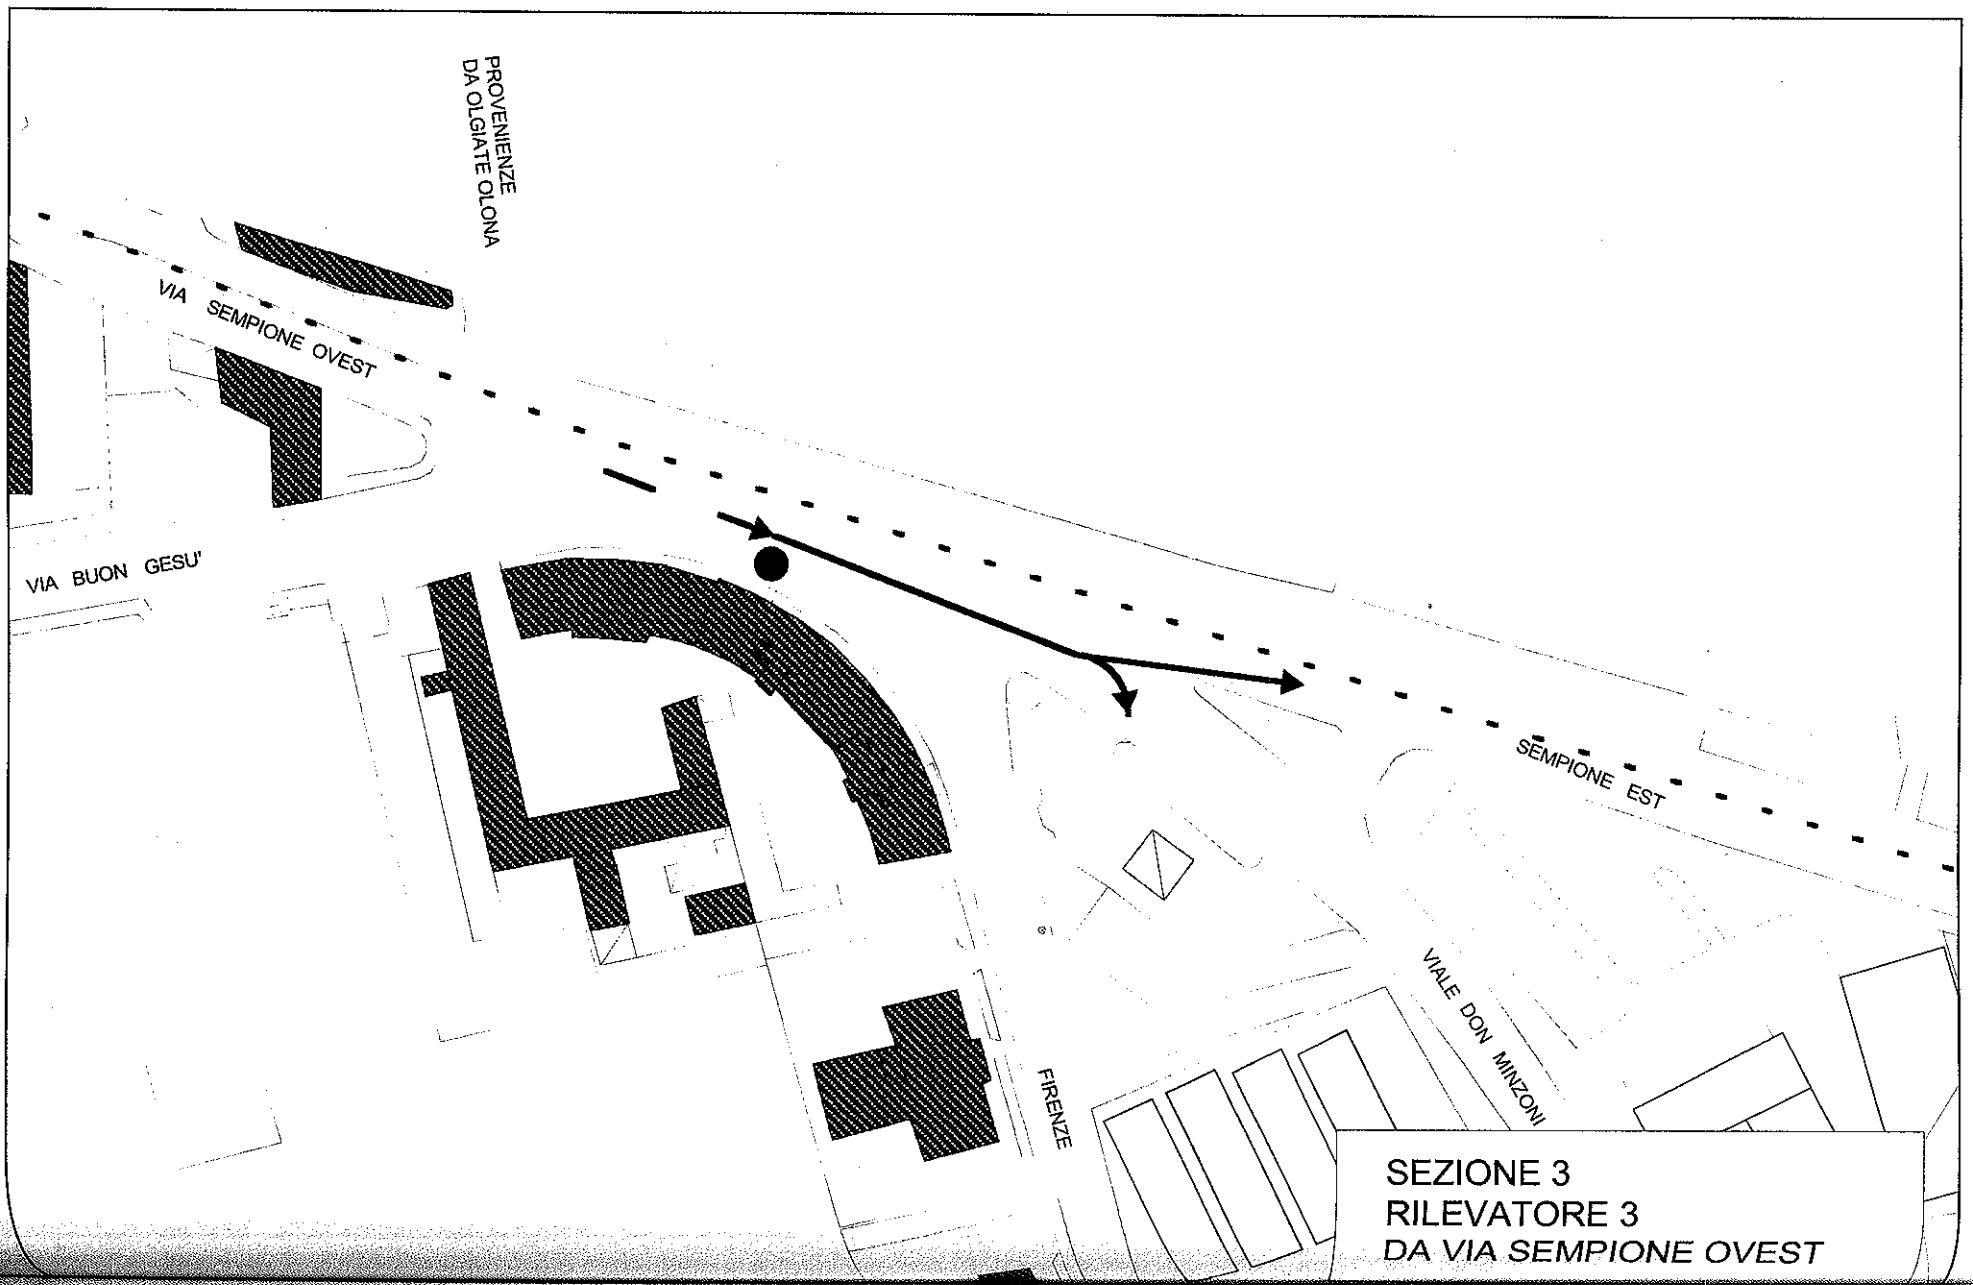 PROVENIENZE
DA OLGIATE OLONA
VIA SEMPIONE OVEST
VIA BUON GESU'
SEMPIONE EST
VIALE DON MINZONI
FIRENZE
SEZIONE 3
RILEVATORE 3
DA VIA SEMPIONE OVEST